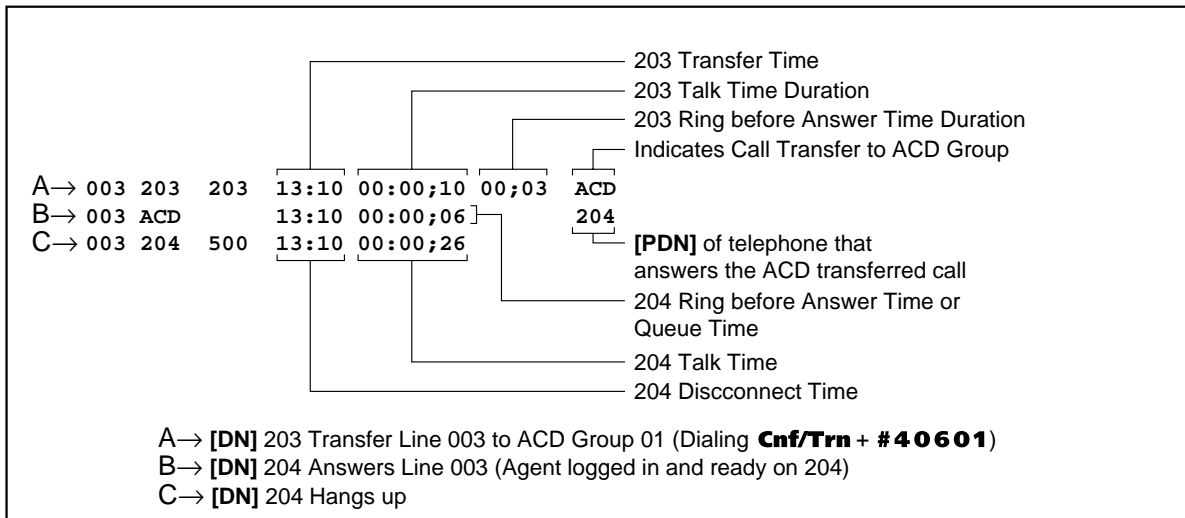 203 Transfer Time
203 Talk Time Duration
203 Ring before Answer Time Duration
Indicates Call Transfer to ACD Group
A→ 003 203 203 13:10 00:00;10 00;03 ACD
B→ 003 ACD 13:10 00:00;06 204
C→ 003 204 500 13:10 00:00;26
[PDN] of telephone that
answers the ACD transferred call
204 Ring before Answer Time or
Queue Time
204 Talk Time
204 Discconnect Time
A→ [DN] 203 Transfer Line 003 to ACD Group 01 (Dialing Cnf/Trn + #40601)
B→ [DN] 204 Answers Line 003 (Agent logged in and ready on 204)
C→ [DN] 204 Hangs up